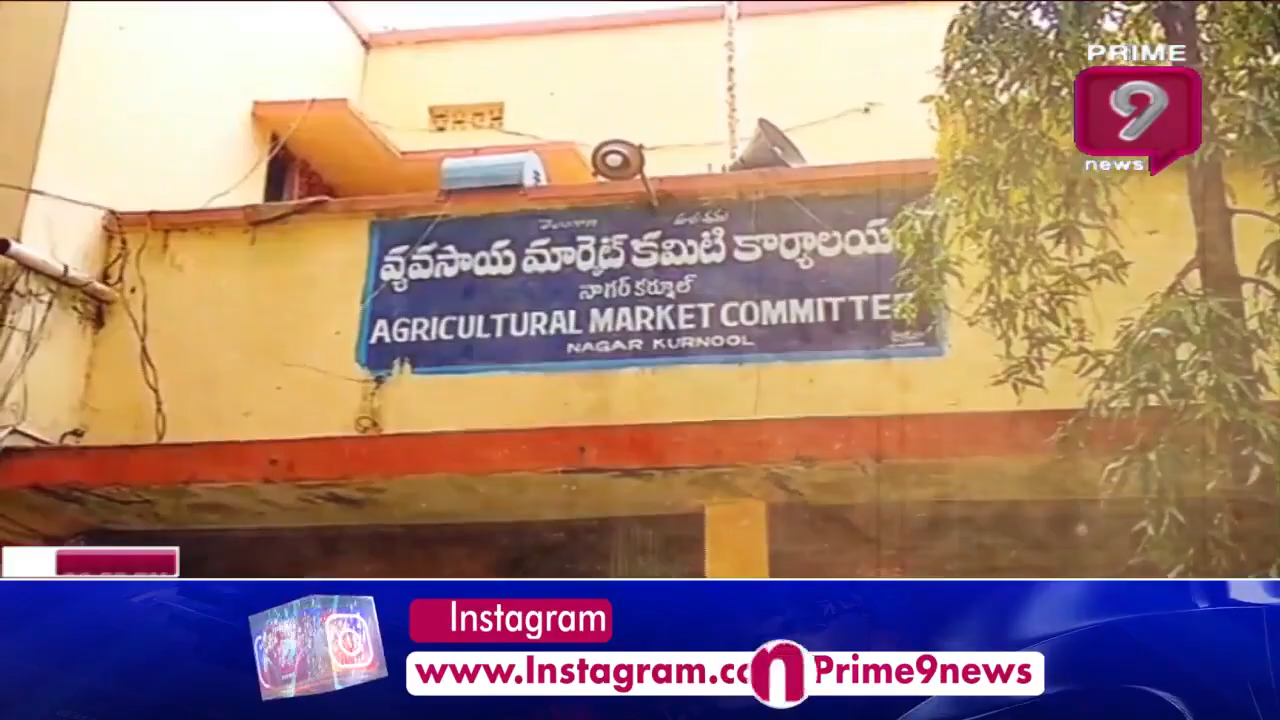 PRIME
9
news
వ్యవసాయ మార్కెట్ కమిటి కార్యాలయ
నాగర్ కర్నూల్
AGRICULTURAL MARKET COMMITTEE
NAGAR KURNOOL
Instagram
www.Instagram.co
Prime9news